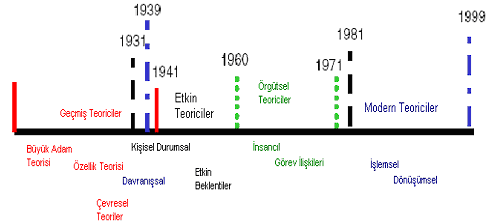 1939
1999
1931
1981
1960
1971
1941
Örgütsel
Teoriciler
Etkin
Teoriciler
Geçmiş Teoriciler
Modern Teoriciler
Büyük Adam
Teorisi
Kişisel Durumsal
İnsancıl
Özellik Teorisi
Görev İlişkileri
İşlemsel
Davranışsal
Etkin
Beklentiler
Dönüşümsel
Çevresel
Teoriler